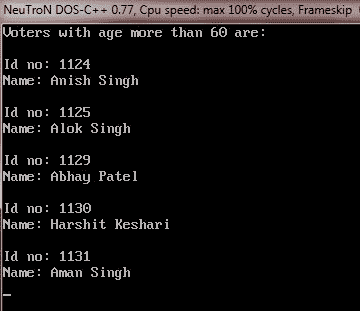 NeuTroN DOS-C++ 0.77, Cpu speed: max 100% cycles, Frameskip
Voters with age more than 60 are:
Id no: 1124
Name: Anish Singh
Id no: 1125
Name: Alok Singh
Id no: 1129
Name: Abhay Patel
Id no: 1130
Name: Harshit Keshari
Id no: 1131
Name: Aman Singh